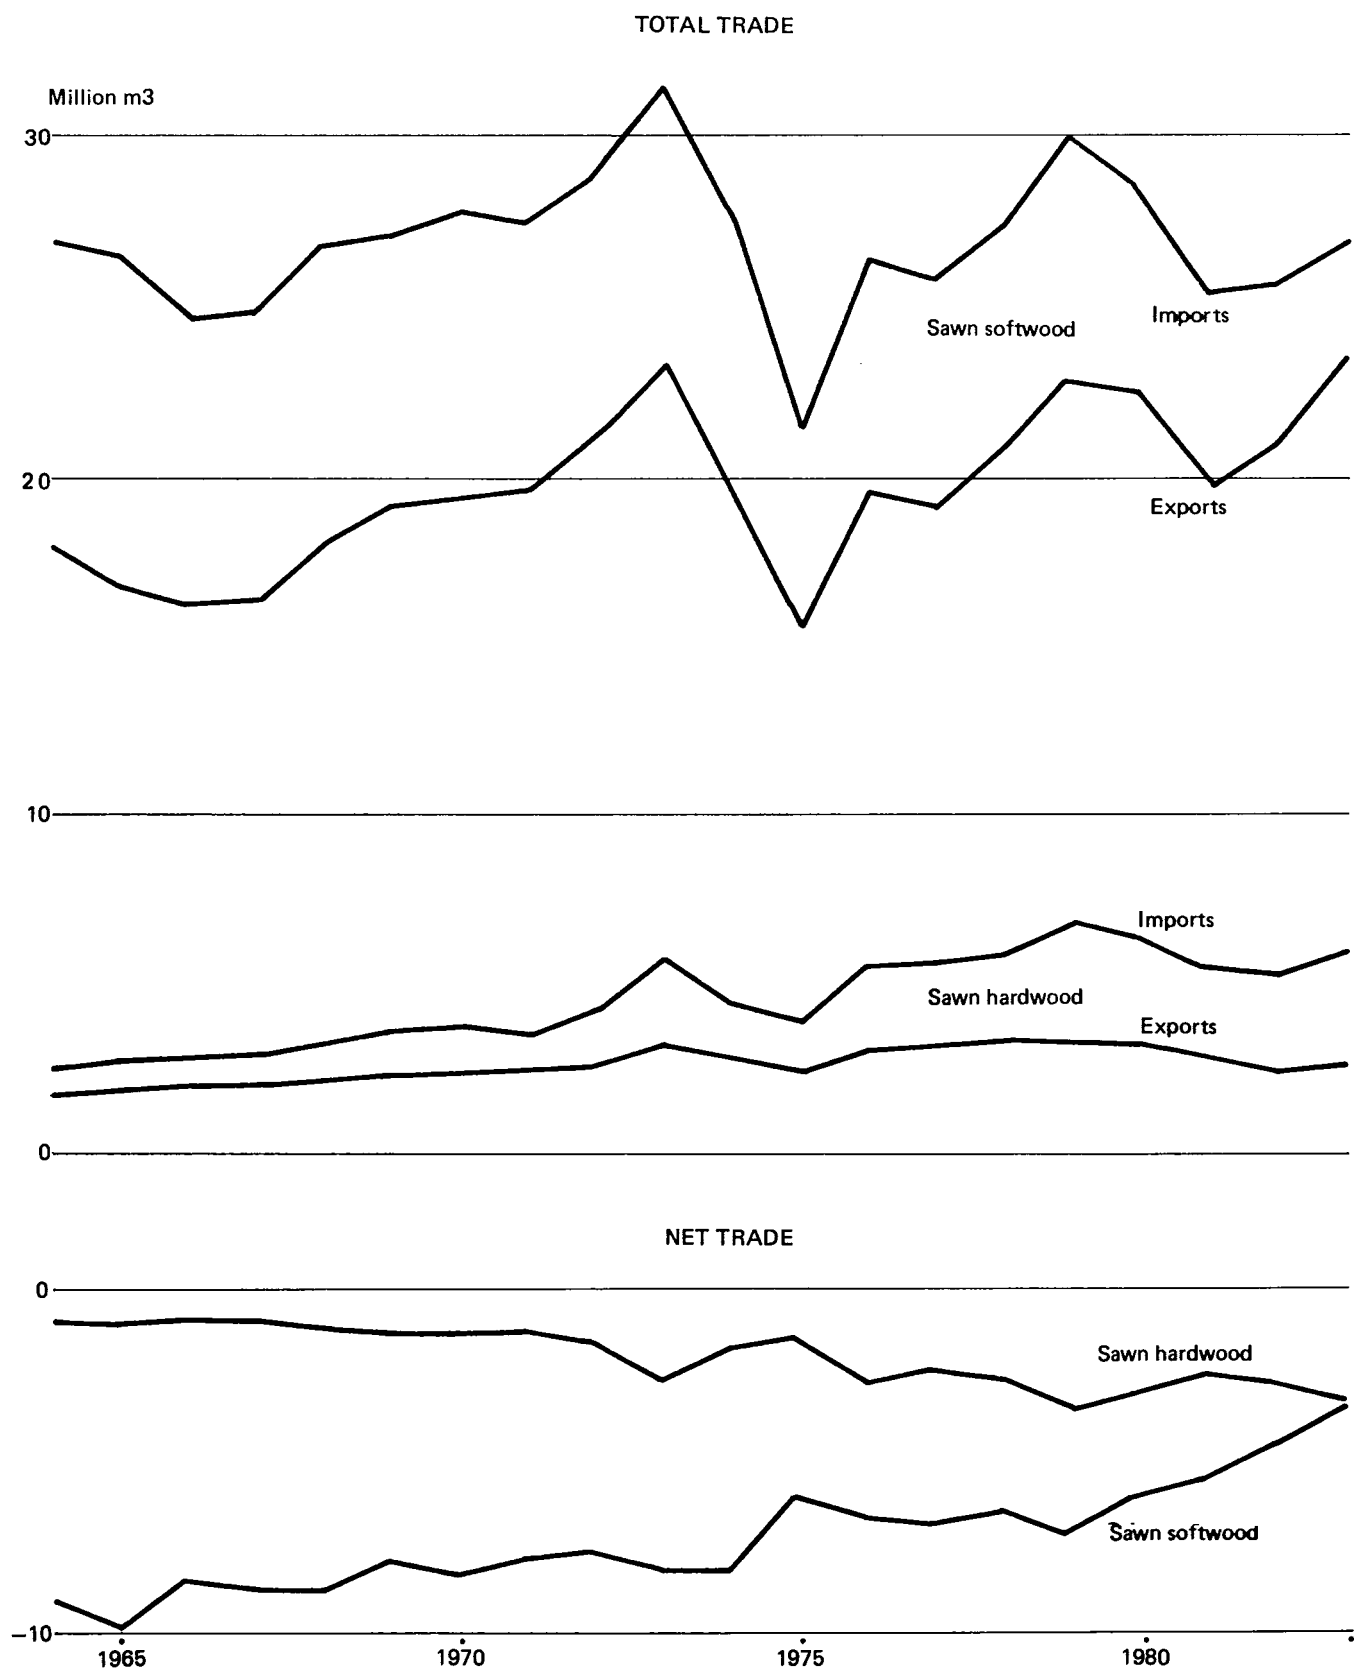 TOTAL TRADE
Million m3
30
Imports
Sawn softwood
20
Exports
10
Imports
Sawn hardwood
Exports
0
NET TRADE
0
Sawn hardwood
Sawn softwood
−10
1965 1970 1975 1980